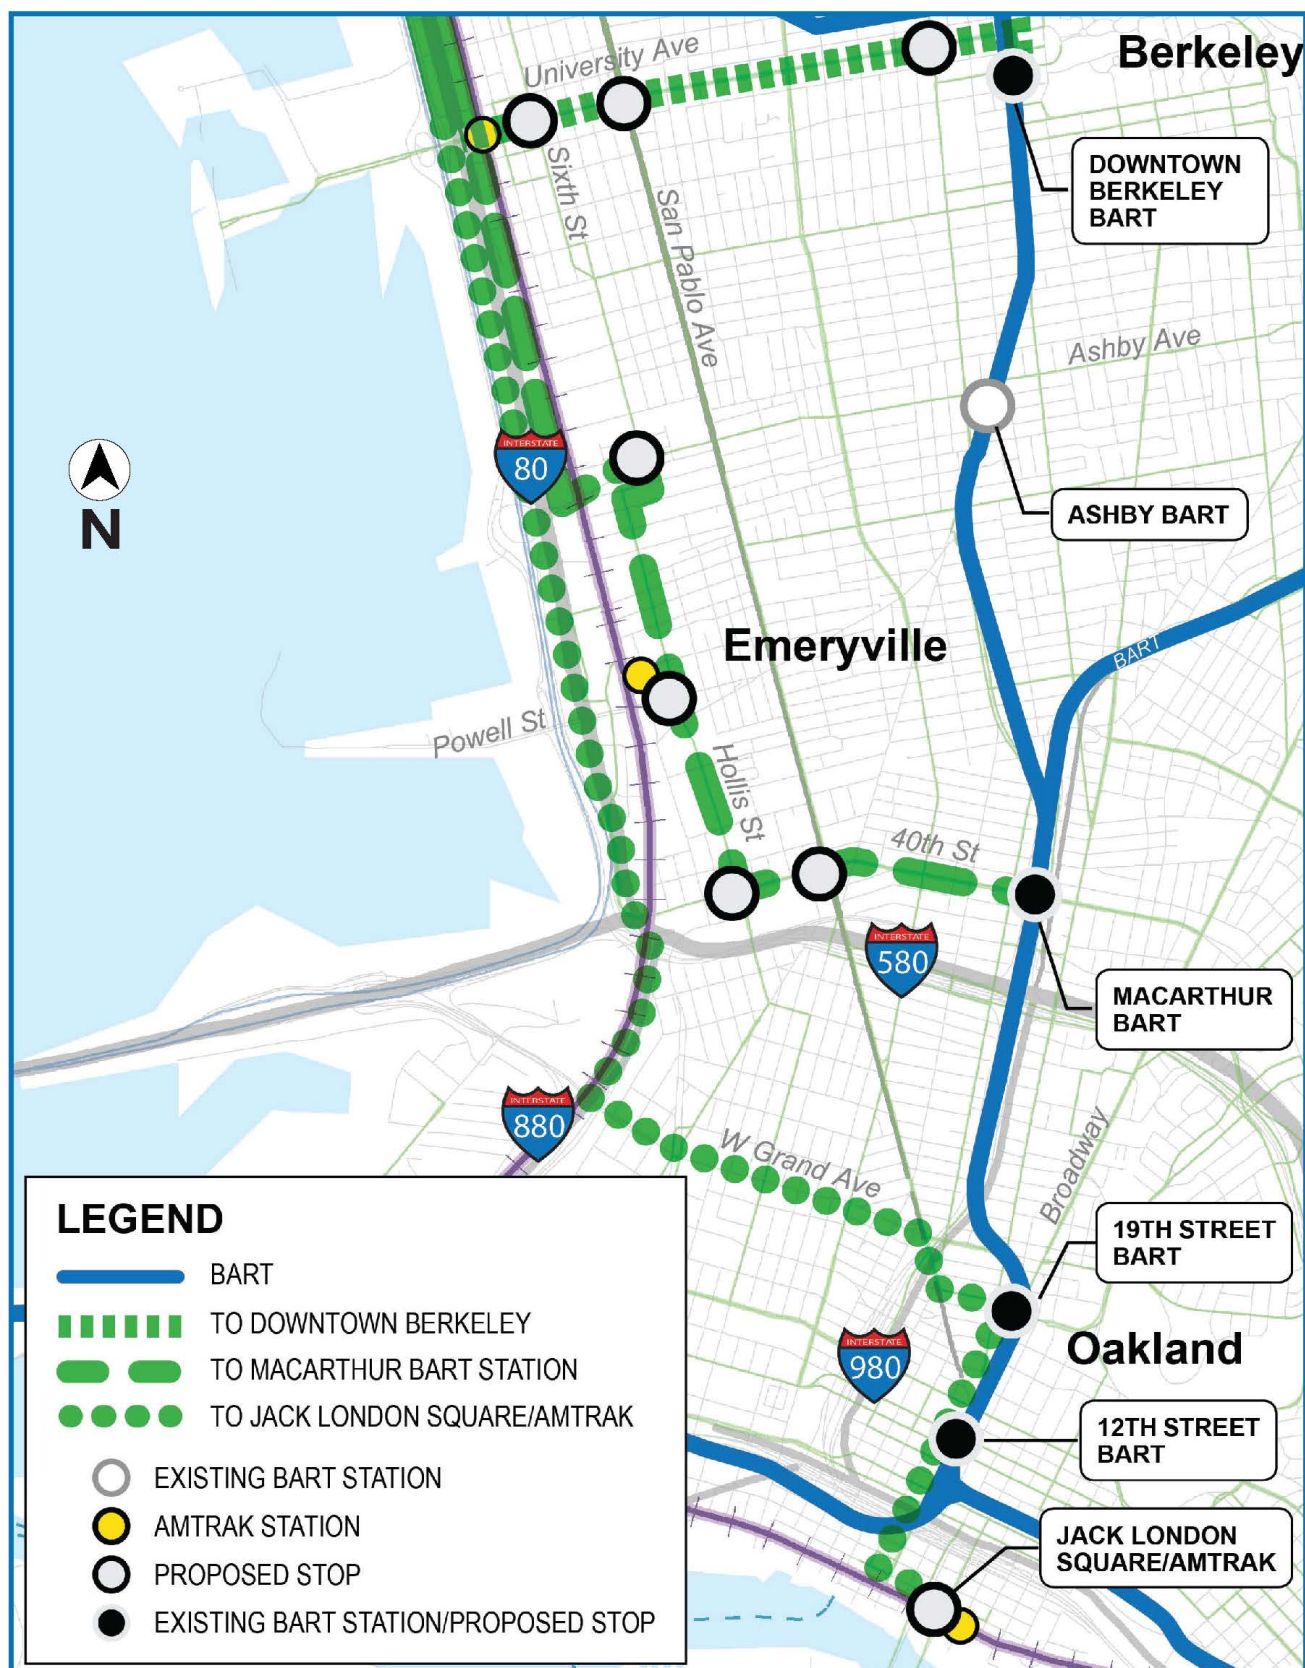 University Ave
Berkeley
DOWNTOWN
BERKELEY
BART
Sixth St
San Pablo Ave
Ashby Ave
INTERSTATE
80
N
ASHBY BART
Emeryville
BART
Powell St
Hollis St
40th St
INTERSTATE
580
MACARTHUR
BART
INTERSTATE
880
W Grand Ave
Broadway
19TH STREET
BART
Oakland
INTERSTATE
980
12TH STREET
BART
JACK LONDON
SQUARE/AMTRAK
LEGEND
BART
TO DOWNTOWN BERKELEY
TO MACARTHUR BART STATION
TO JACK LONDON SQUARE/AMTRAK
EXISTING BART STATION
AMTRAK STATION
PROPOSED STOP
EXISTING BART STATION/PROPOSED STOP